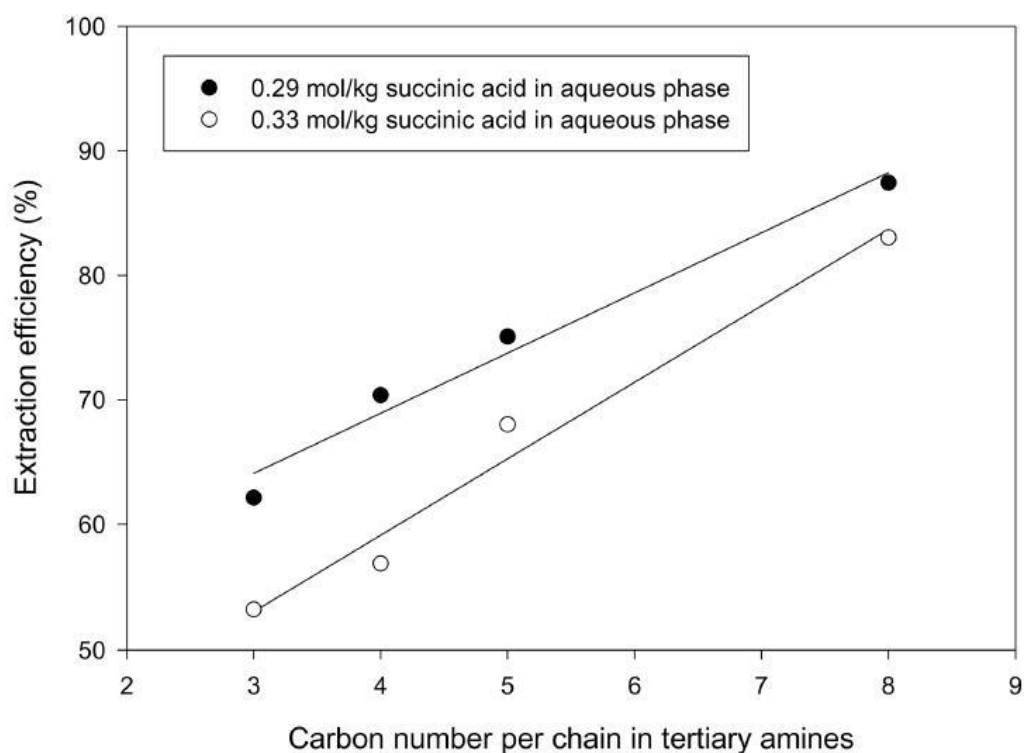 100
90
80
70
60
50
Extraction efficiency (%)
0.29 mol/kg succinic acid in aqueous phase
0.33 mol/kg succinic acid in aqueous phase
2 3 4 5 6 7 8 9
Carbon number per chain in tertiary amines